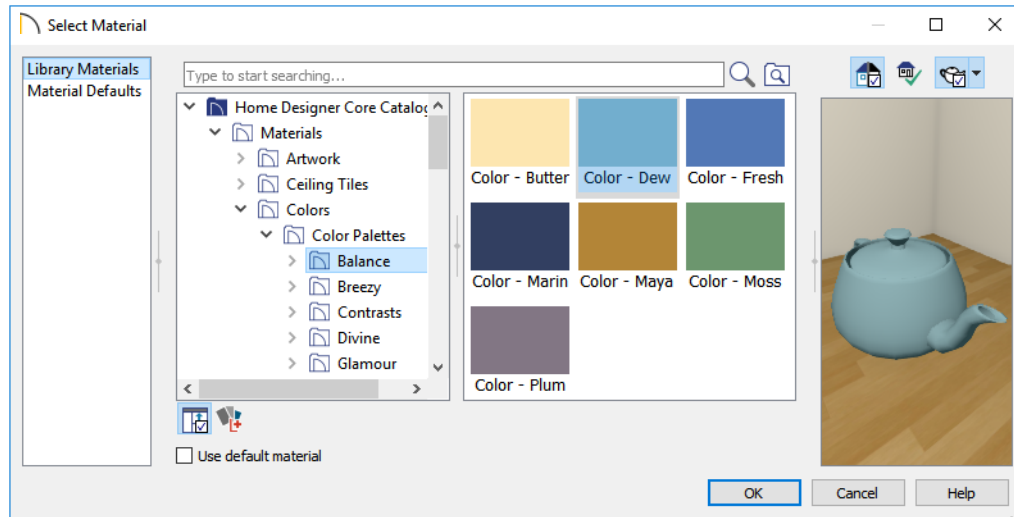 Select Material
Library Materials
Material Defaults
Type to start searching...
Home Designer Core Catalog
Materials
Artwork
Ceiling Tiles
Colors
Color Palettes
Balance
Breezy
Contrasts
Divine
Glamour
Color - Butter
Color - Dew
Color - Fresh
Color - Marin
Color - Maya
Color - Moss
Color - Plum
Use default material
OK
Cancel
Help